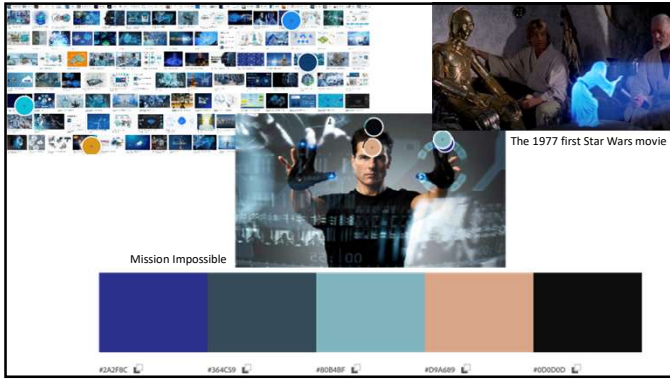 The 1977 first Star Wars movie
Mission Impossible
#2A2F8C
#364C59
#80B4BF
#D9A689
#0D0D0D